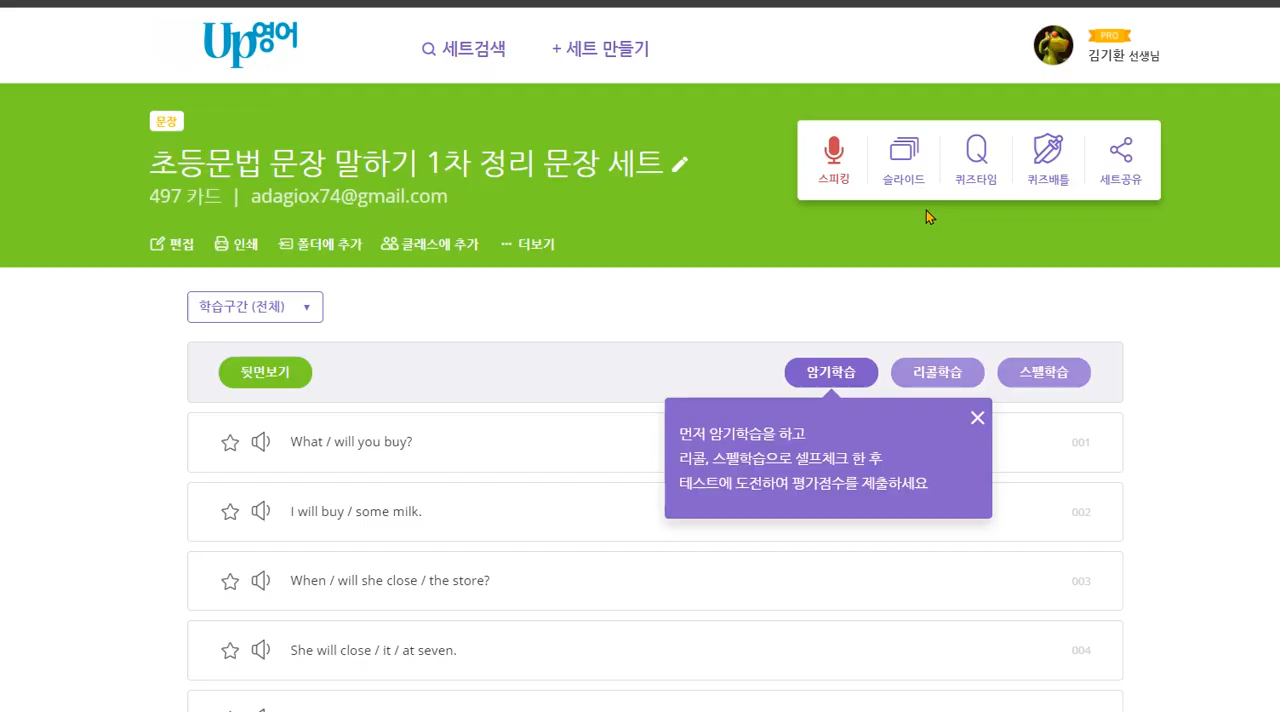 Up영어
세트검색
+ 세트 만들기
PRO
김기환 선생님
문장
초등문법 문장 말하기 1차 정리 문장 세트
497 카드 | adagiox74@gmail.com
스피킹
슬라이드
퀴즈타임
퀴즈배틀
세트공유
편집
인쇄
폴더에 추가
클래스에 추가
··· 더보기
학습구간 (전체) ▼
뒷면보기
암기학습
리콜학습
스펠학습
먼저 암기학습을 하고
리콜, 스펠학습으로 셀프체크 한 후
테스트에 도전하여 평가점수를 제출하세요
What / will you buy?
001
I will buy / some milk.
002
When / will she close / the store?
003
She will close / it / at seven.
004